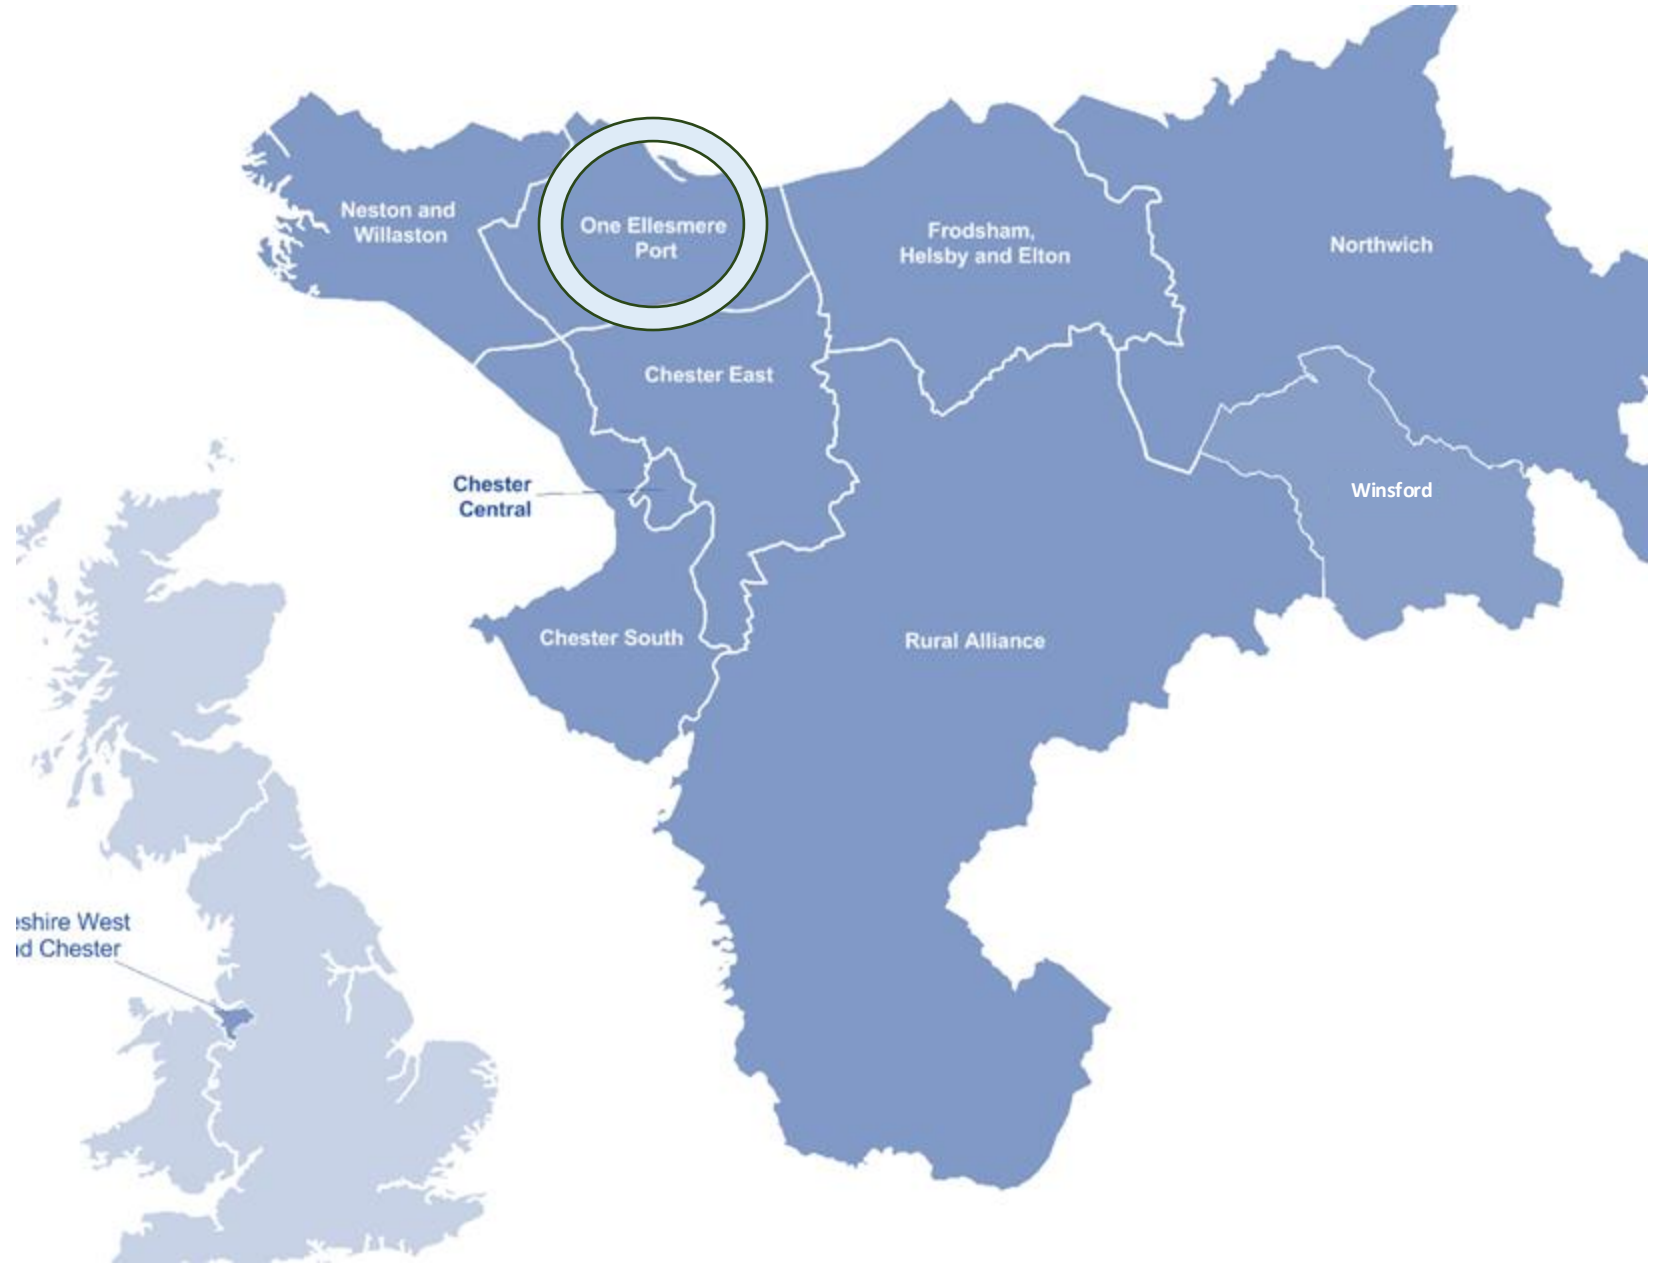 Neston and
Willaston
One Ellesmere
Port
Frodsham,
Helsby and Elton
Northwich
Chester East
Chester
Central
Winsford
Chester South
Rural Alliance
eshire West
d Chester